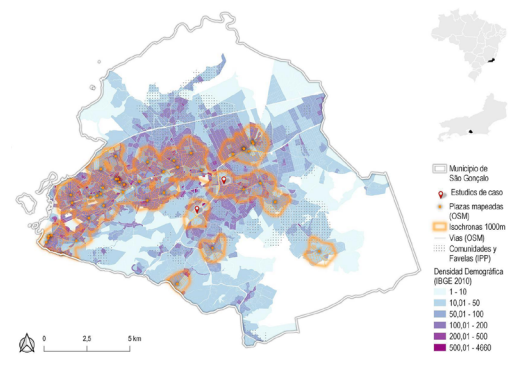 Município de
São Gonçalo
Estudios de caso
Plazas mapeadas
(OSM)
Isochronas 1000m
Vias (OSM)
Comunidades y
Favelas (IPP)
Densidad Demográfica
(IBGE 2010)
1 - 10
10,01 - 50
50,01 - 100
100,01 - 200
200,01 - 500
500,01 - 4660
0 2,5 5 km